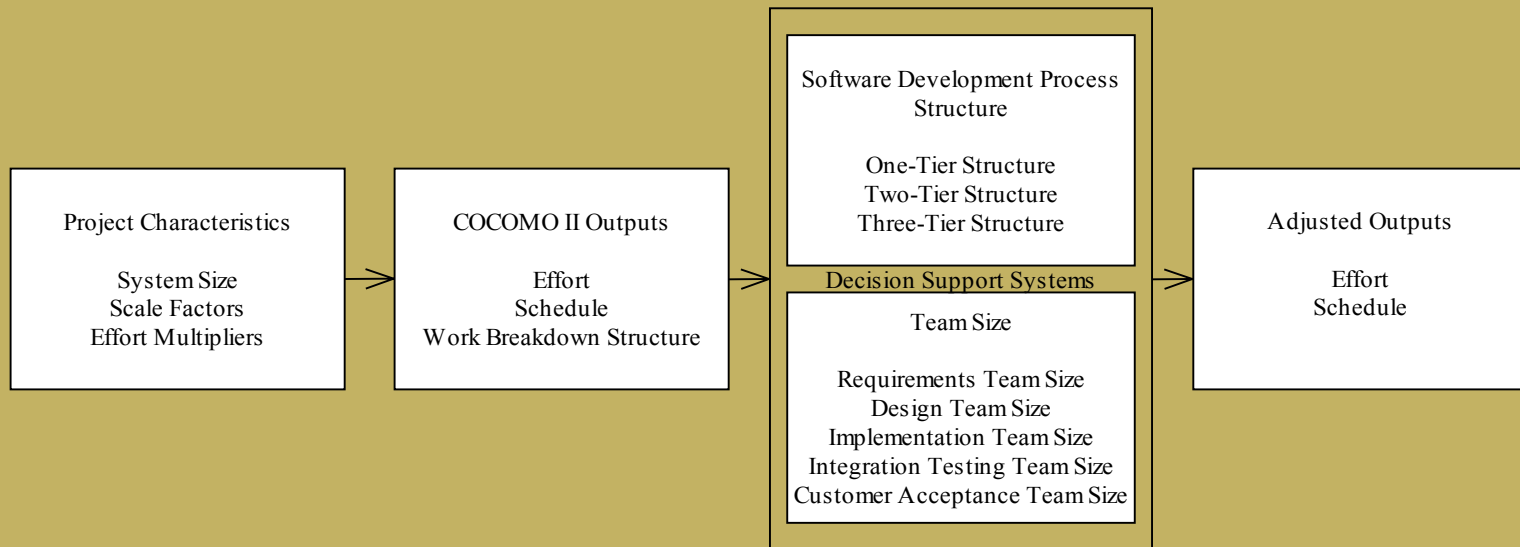 Project Characteristics
System Size
Scale Factors
Effort Multipliers
COCOMO II Outputs
Effort
Schedule
Work Breakdown Structure
Software Development Process
Structure
One-Tier Structure
Two-Tier Structure
Three-Tier Structure
Decision Support Systems
Team Size
Requirements Team Size
Design Team Size
Implementation Team Size
Integration Testing Team Size
Customer Acceptance Team Size
Adjusted Outputs
Effort
Schedule